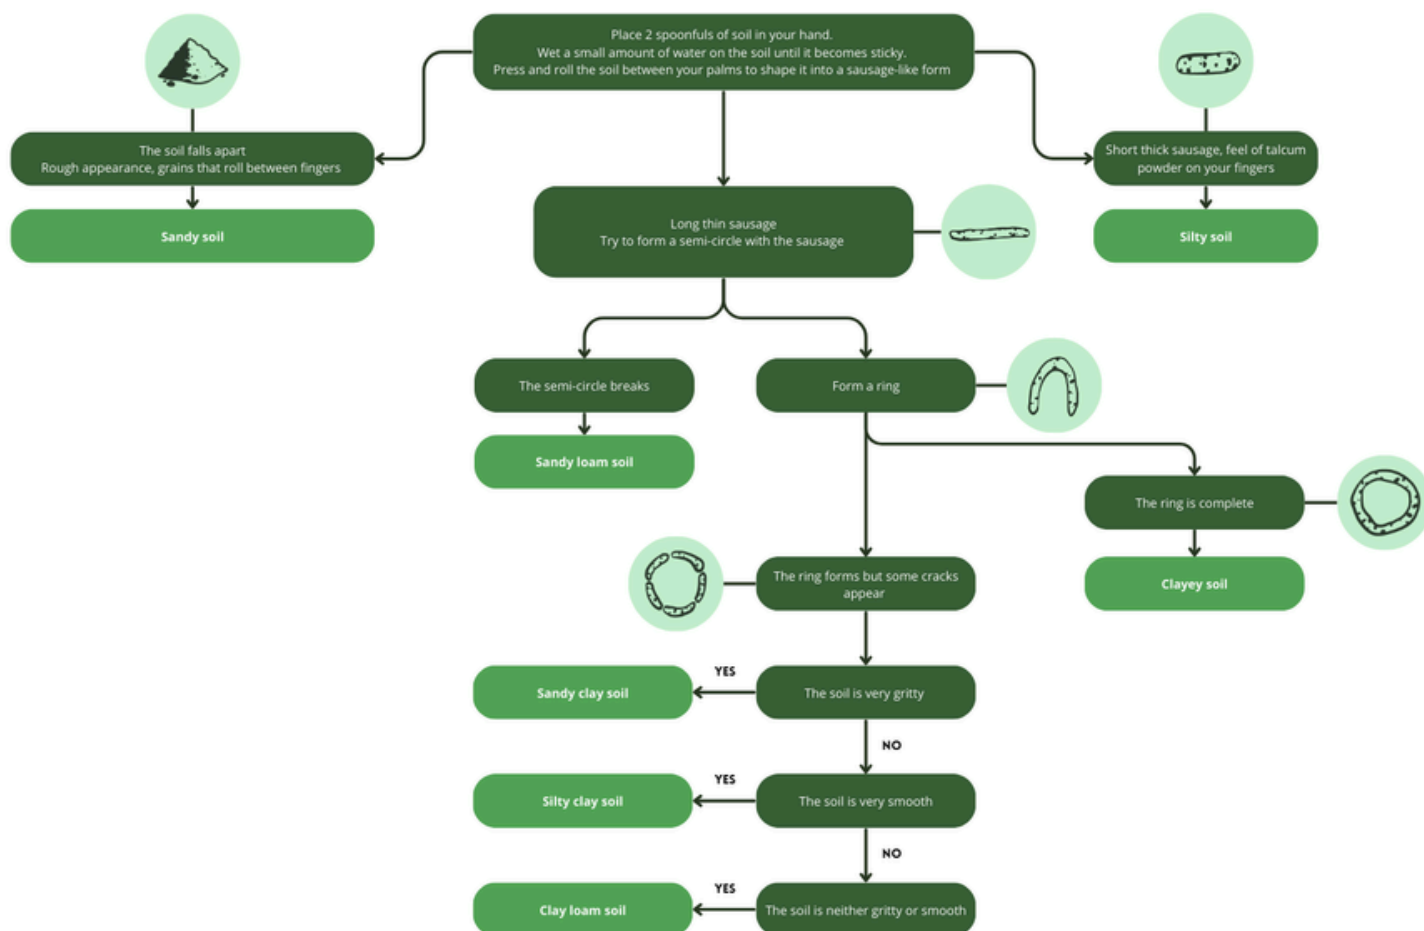 Place 2 spoonfuls of soil in your hand.
Wet a small amount of water on the soil until it becomes sticky.
Press and roll the soil between your palms to shape it into a sausage-like form
The soil falls apart
Rough appearance, grains that roll between fingers
Sandy soil
Short thick sausage, feel of talcum
powder on your fingers
Silty soil
Long thin sausage
Try to form a semi-circle with the sausage
The semi-circle breaks
Sandy loam soil
Form a ring
The ring is complete
Clayey soil
The ring forms but some cracks
appear
The soil is very gritty
YES
Sandy clay soil
NO
The soil is very smooth
YES
Silty clay soil
NO
The soil is neither gritty or smooth
YES
Clay loam soil